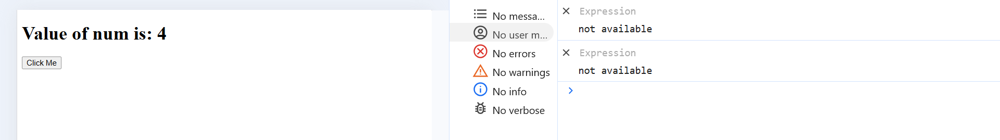 Value of num is: 4
Click Me
No messa...
No user m...
No errors
No warnings
No info
No verbose
Expression
not available
Expression
not available